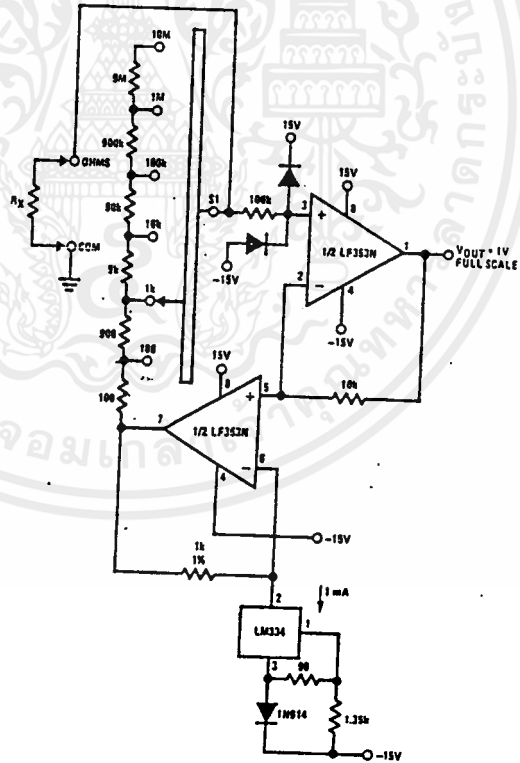 10M
9M
1M
900k
OHMS
100k
90k
RX
10k
COM
9k
1k
900
100
100
S1
100k
15V
-15V
3
+
15V
8
1/2 LF353N
1
2
-
4
-15V
VOUT = 1V
FULL SCALE
10k
15V
8
7
1/2 LF353N
+
5
-
6
4
-15V
1k
1%
1 mA
2
LM334
1
3
90
1N914
1.35k
-15V